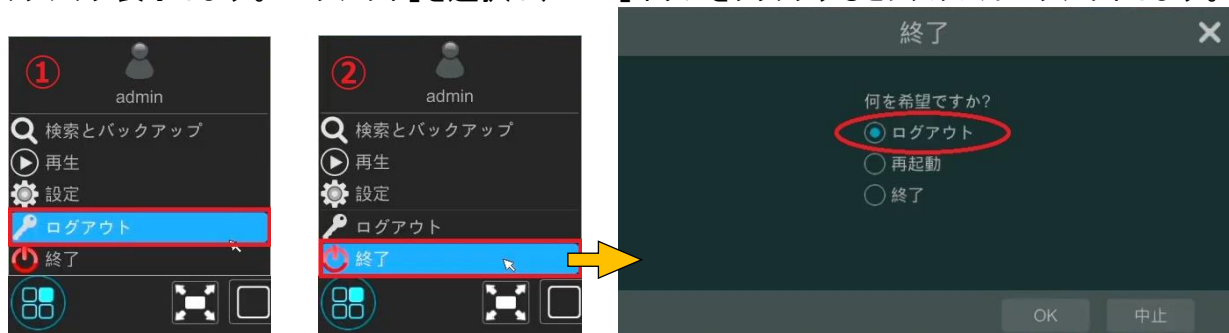 ①
admin
検索とバックアップ
再生
設定
ログアウト
終了
②
admin
検索とバックアップ
再生
設定
ログアウト
終了
終了
何を希望ですか?
ログアウト
再起動
終了
OK
中止